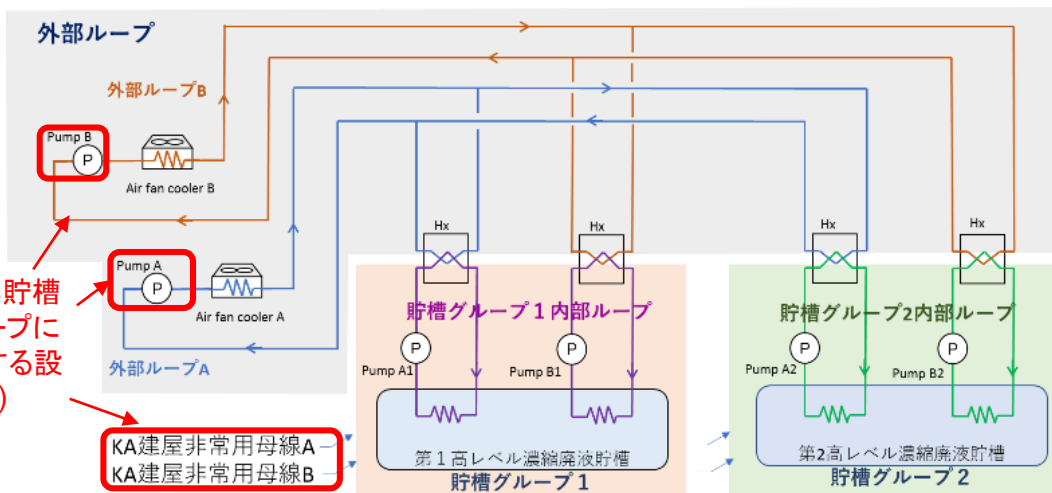 外部ループ
外部ループB
Pump B
P
Air fan cooler B
Pump A
P
Air fan cooler A
外部ループA
貯槽
ープに
する設
)
KA建屋非常用母線A
KA建屋非常用母線B
Hx
Hx
Hx
Hx
貯槽グループ1内部ループ
P
Pump A1
P
Pump B1
第1高レベル濃縮廃液貯槽
貯槽グループ1
貯槽グループ2内部ループ
P
Pump A2
P
Pump B2
第2高レベル濃縮廃液貯槽
貯槽グループ2